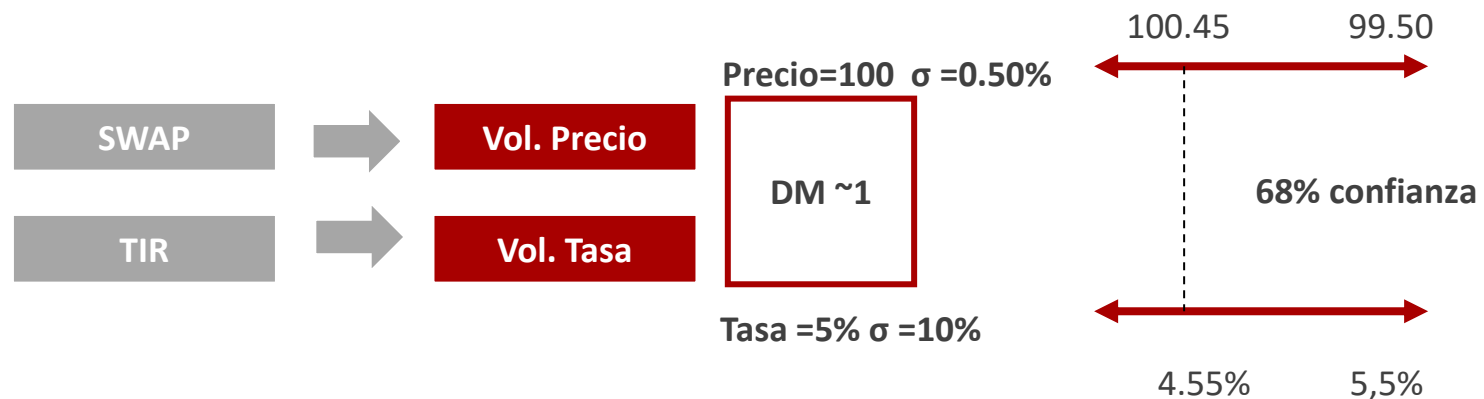 100.45 99.50
Precio=100 σ =0.50%
SWAP
Vol. Precio
DM ~1
68% confianza
TIR
Vol. Tasa
Tasa =5% σ =10%
4.55% 5,5%